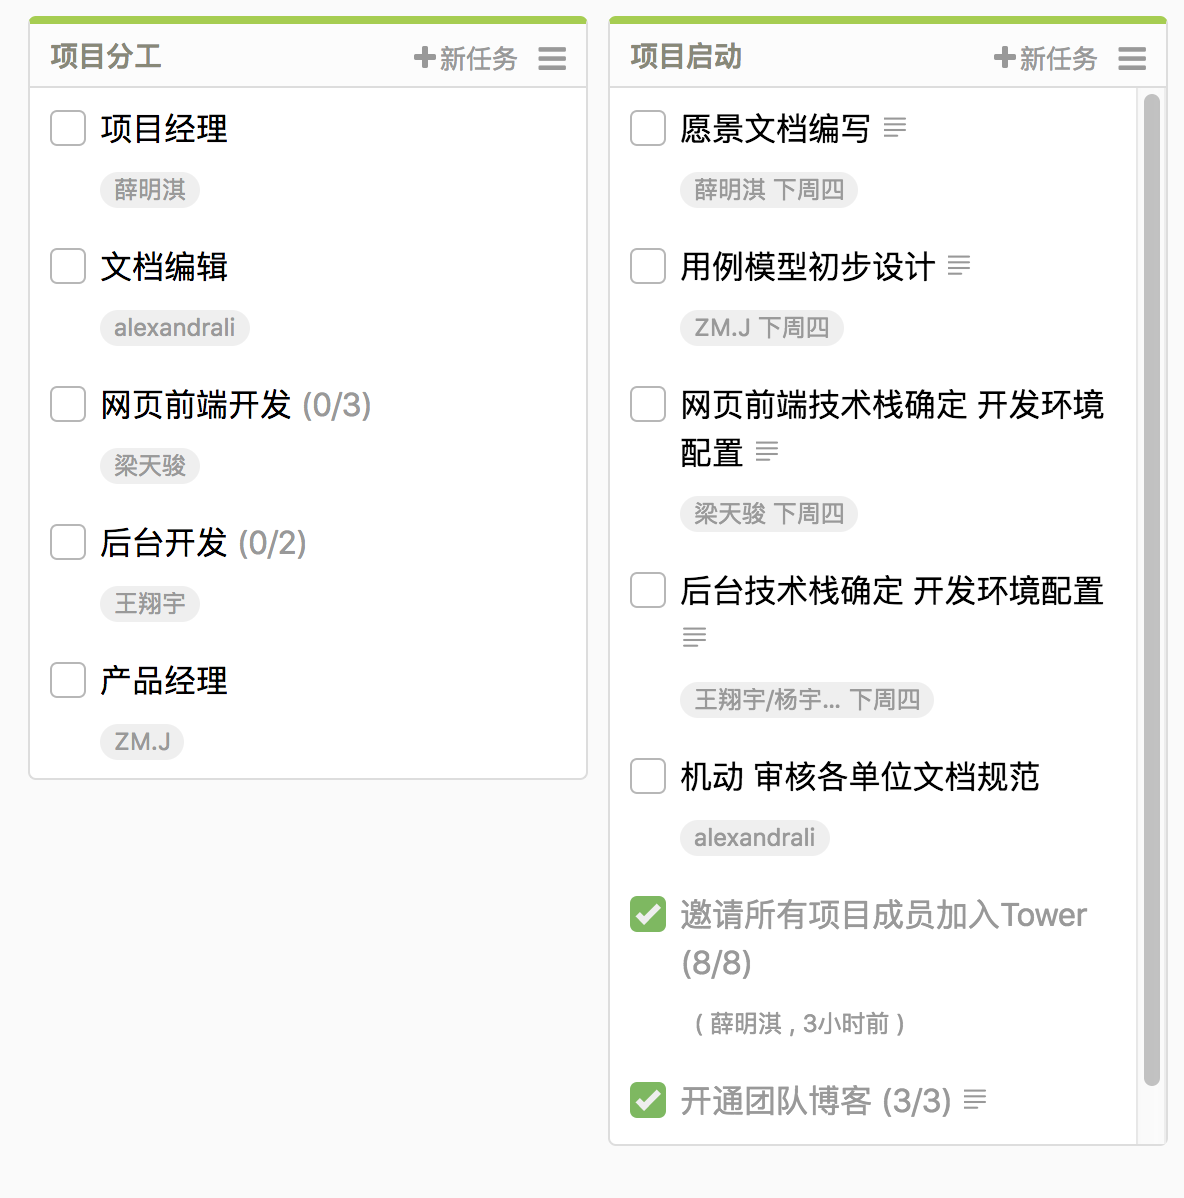 项目分工
新任务
项目经理
薛明淇
文档编辑
alexandrali
网页前端开发 (0/3)
梁天骏
后台开发 (0/2)
王翔宇
产品经理
ZM.J
项目启动
新任务
愿景文档编写
薛明淇 下周四
用例模型初步设计
ZM.J 下周四
网页前端技术栈确定 开发环境
配置
梁天骏 下周四
后台技术栈确定 开发环境配置
王翔宇/杨宇... 下周四
机动 审核各单位文档规范
alexandrali
邀请所有项目成员加入Tower
(8/8)
( 薛明淇 , 3小时前 )
开通团队博客 (3/3)